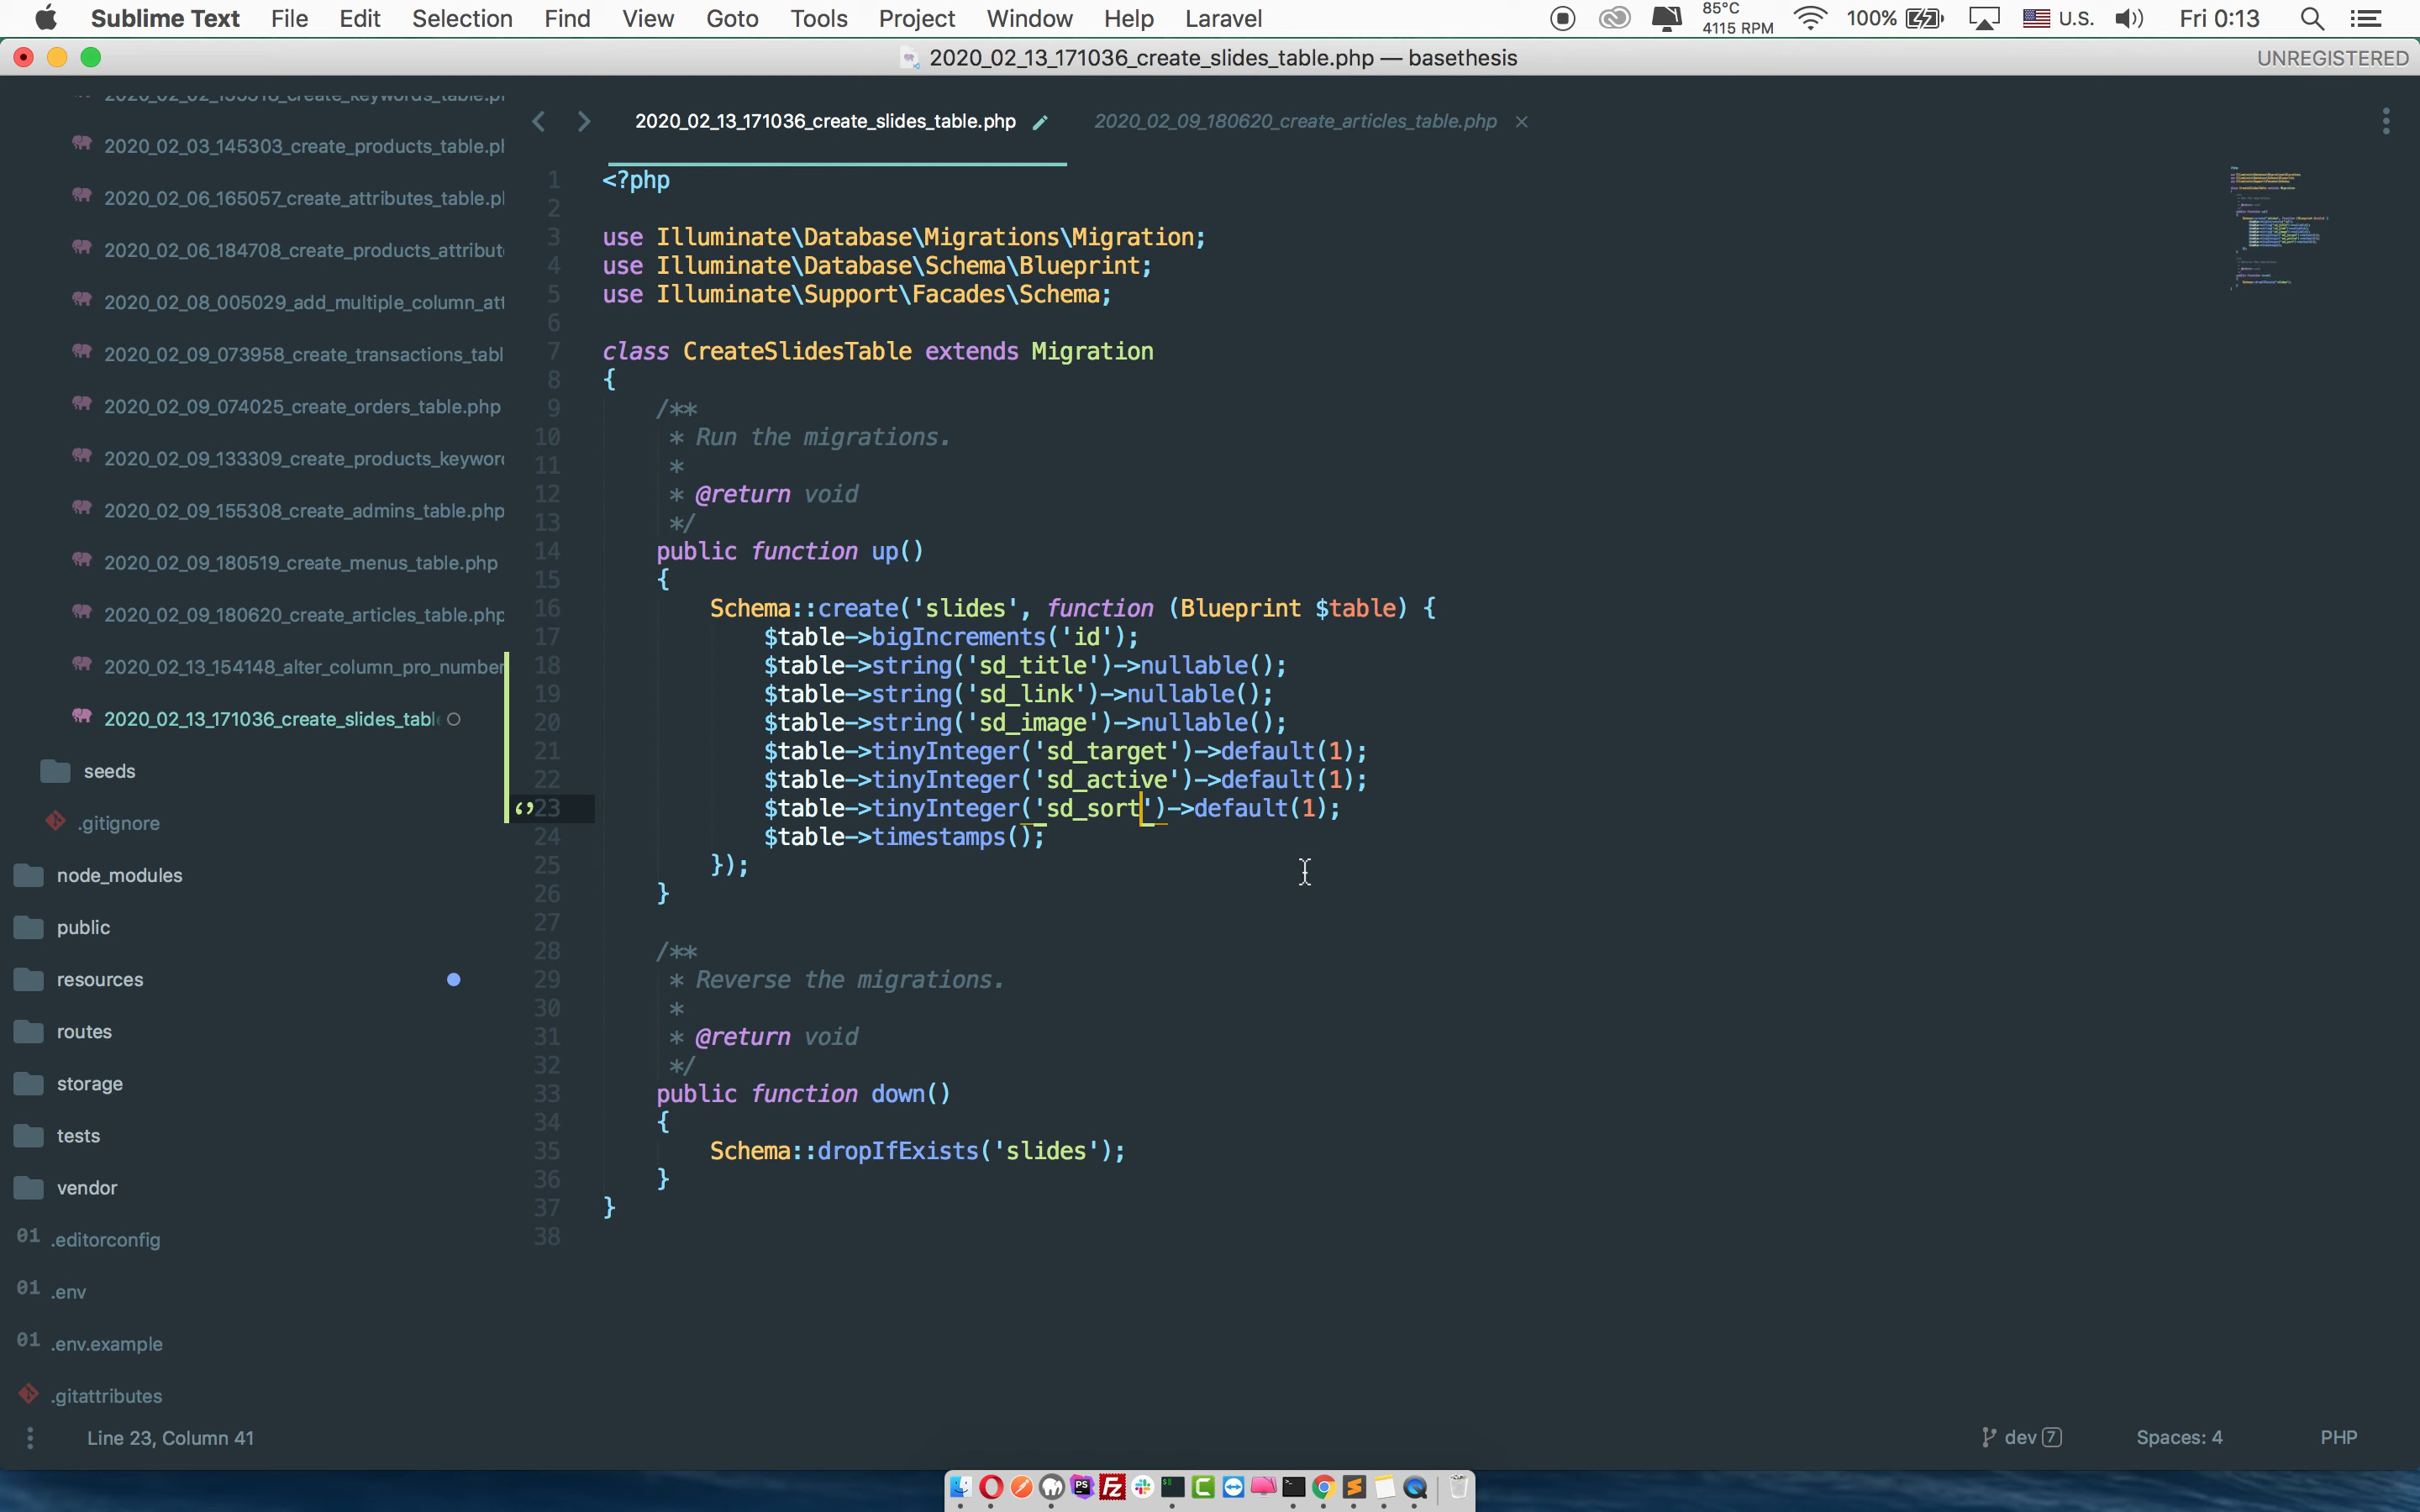 Sublime Text File Edit Selection Find View Goto Tools Project Window Help Laravel 85°C 4115 RPM 100% U.S. Fri 0:13
2020_02_13_171036_create_slides_table.php — basethesis UNREGISTERED
2020_02_03_145303_create_products_table.pl
2020_02_06_165057_create_attributes_table.pl
2020_02_06_184708_create_products_attribut
2020_02_08_005029_add_multiple_column_att
2020_02_09_073958_create_transactions_tabl
2020_02_09_074025_create_orders_table.php
2020_02_09_133309_create_products_keywor
2020_02_09_155308_create_admins_table.php
2020_02_09_180519_create_menus_table.php
2020_02_09_180620_create_articles_table.php
2020_02_13_154148_alter_column_pro_number
2020_02_13_171036_create_slides_tabl
seeds
.gitignore
node_modules
public
resources
routes
storage
tests
vendor
01 .editorconfig
01 .env
01 .env.example
.gitattributes
2020_02_13_171036_create_slides_table.php 2020_02_09_180620_create_articles_table.php ×
1 <?php
2
3 use Illuminate\Database\Migrations\Migration;
4 use Illuminate\Database\Schema\Blueprint;
5 use Illuminate\Support\Facades\Schema;
6
7 class CreateSlidesTable extends Migration
8 {
9 /**
10 * Run the migrations.
11 *
12 * @return void
13 */
14 public function up()
15 {
16 Schema::create('slides', function (Blueprint $table) {
17 $table->bigIncrements('id');
18 $table->string('sd_title')->nullable();
19 $table->string('sd_link')->nullable();
20 $table->string('sd_image')->nullable();
21 $table->tinyInteger('sd_target')->default(1);
22 $table->tinyInteger('sd_active')->default(1);
23 $table->tinyInteger('sd_sort')->default(1);
24 $table->timestamps();
25 });
26 }
27
28 /**
29 * Reverse the migrations.
30 *
31 * @return void
32 */
33 public function down()
34 {
35 Schema::dropIfExists('slides');
36 }
37 }
38
Line 23, Column 41 dev 7 Spaces: 4 PHP